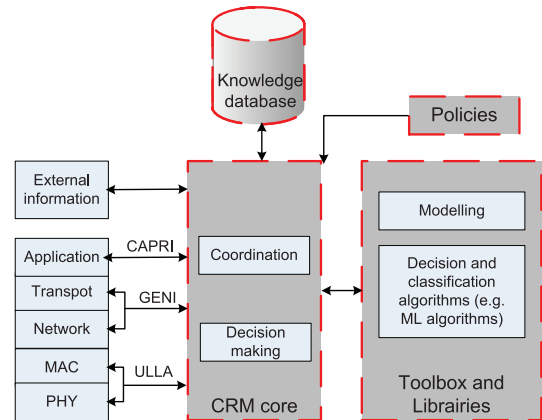 Knowledge
database
Policies
External
information
Application
CAPRI
Transpot
GENI
Network
MAC
ULLA
PHY
Coordination
Decision
making
CRM core
Modelling
Decision and
classification
algorithms (e.g.
ML algorithms)
Toolbox and
Librairies